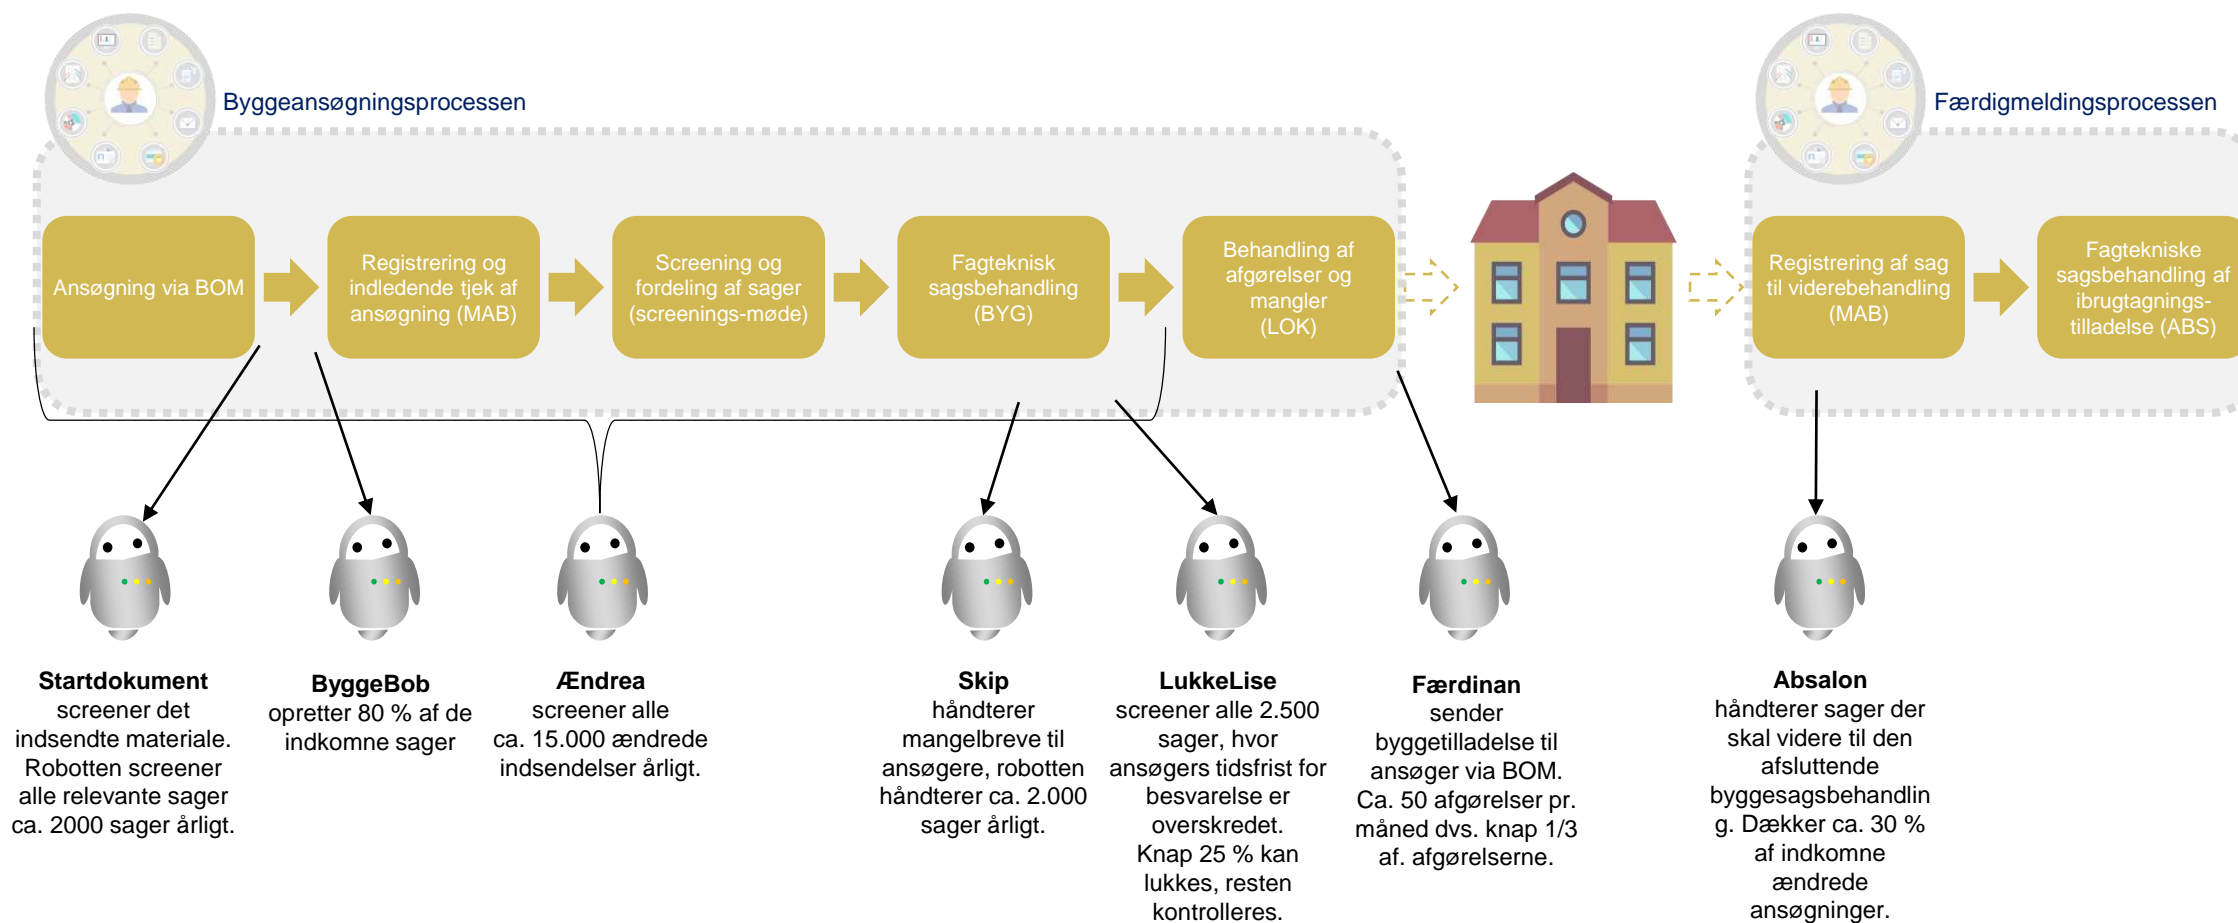 Byggeansøgningsprocessen
Færdigmeldingsprocessen
Ansøgning via BOM
Registrering og
indledende tjek af
ansøgning (MAB)
Screening og
fordeling af sager
(screenings-møde)
Fagteknisk
sagsbehandling
(BYG)
Behandling af
afgørelser og
mangler
(LOK)
Registrering af sag
til viderebehandling
(MAB)
Fagtekniske
sagsbehandling af
ibrugtagnings-
tilladelse (ABS)
Startdokument
screener det
indsendte materiale.
Robotten screener
alle relevante sager
ca. 2000 sager årligt.
ByggeBob
opretter 80 % af de
indkomne sager
Ændrea
screener alle
ca. 15.000 ændrede
indsendelser årligt.
Skip
håndterer
mangelbreve til
ansøgere, robotten
håndterer ca. 2.000
sager årligt.
LukkeLise
screener alle 2.500
sager, hvor
ansøgers tidsfrist for
besvarelse er
overskredet.
Knap 25 % kan
lukkes, resten
kontrolleres.
Færdinan
sender
byggetilladelse til
ansøger via BOM.
Ca. 50 afgørelser pr.
måned dvs. knap 1/3
af. afgørelserne.
Absalon
håndterer sager der
skal videre til den
afsluttende
byggesagsbehandlin
g. Dækker ca. 30 %
af indkomne
ændrede
ansøgninger.